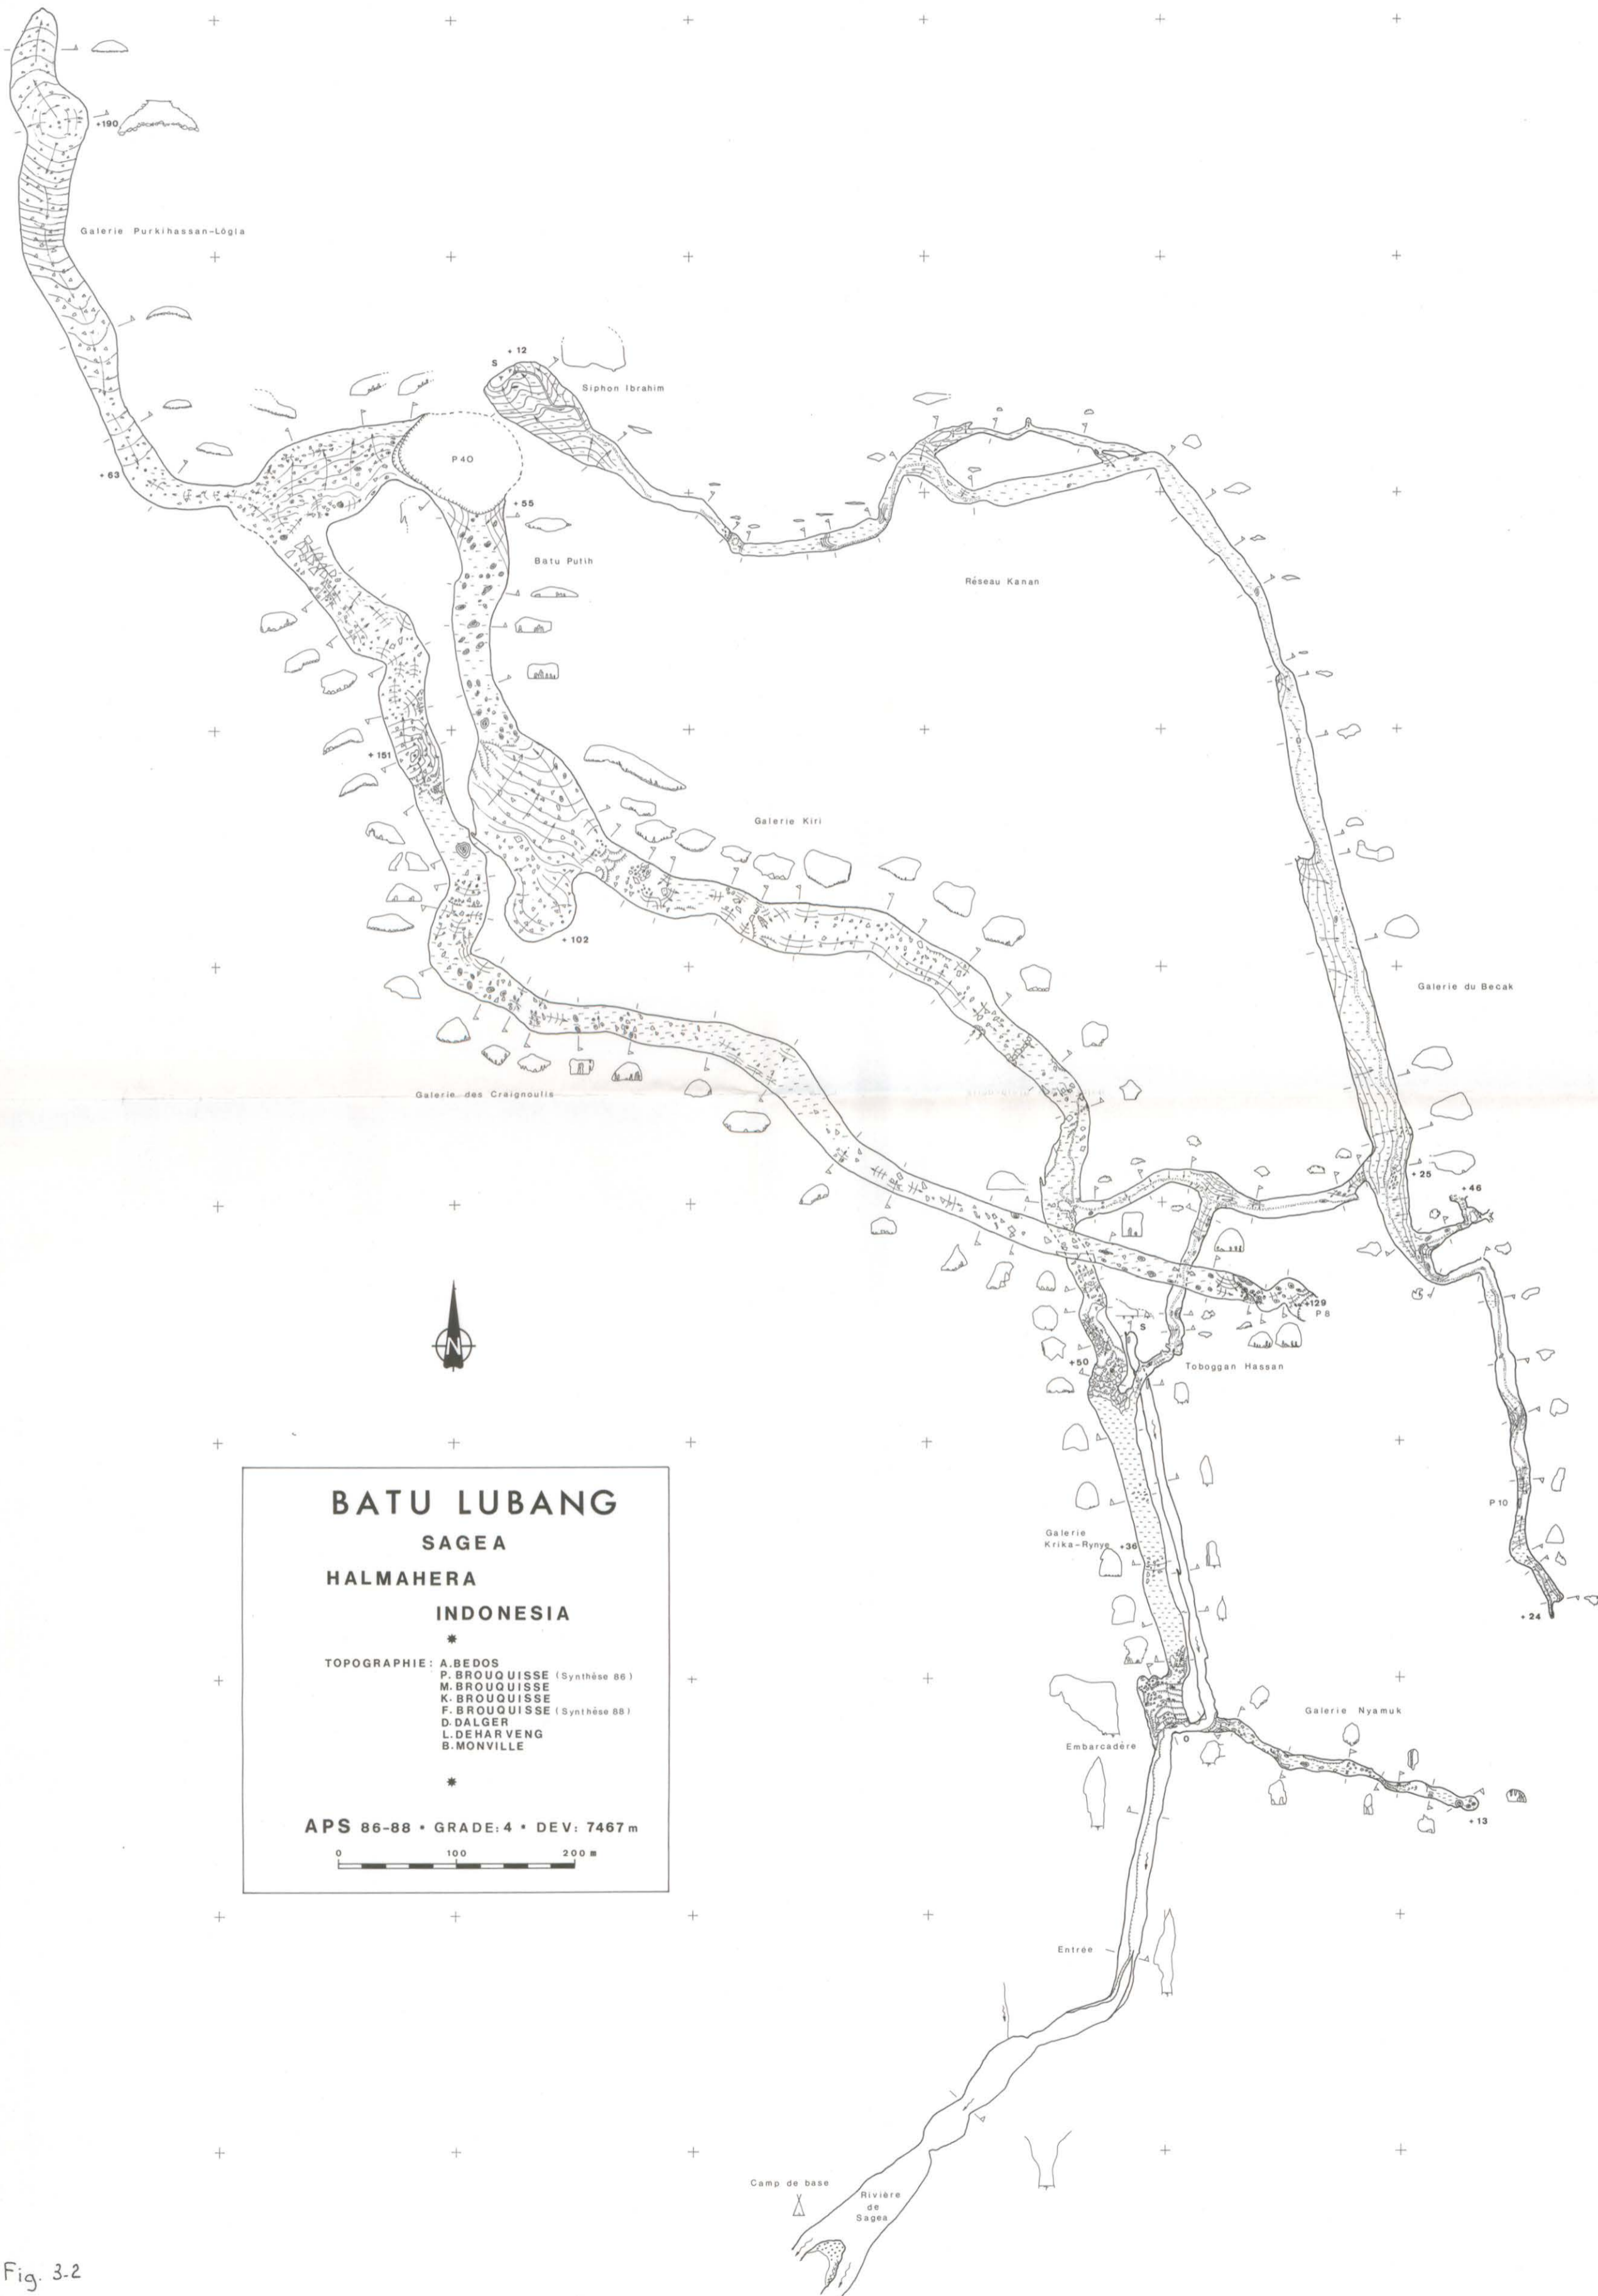 +190
Galerie Purkihassan-Lôgla
+ 12
S
Siphon Ibrahim
P40
+ 63
+ 55
Batu Putih
Réseau Kanan
+ 151
Galerie Kiri
+ 102
Galerie du Becak
Galerie des Craignoulis
+ 25
+ 46
+129
P 8
S
+50
Toboggan Hassan
N
P 10
Galerie
Krika-Rynye +36
+ 24
BATU LUBANG
SAGEA
HALMAHERA
INDONESIA
TOPOGRAPHIE: A.BEDOS
P. BROUQUISSE (Synthèse 86)
M. BROUQUISSE
K. BROUQUISSE
F. BROUQUISSE (Synthèse 88)
D. DALGER
L. DEHARVENG
B. MONVILLE
APS 86-88 • GRADE: 4 • DEV: 7467 m
0 100 200 m
Galerie Nyamuk
Embarcadère
0
+ 13
Entrée
Camp de base
Rivière
de
Sagea
Fig. 3-2